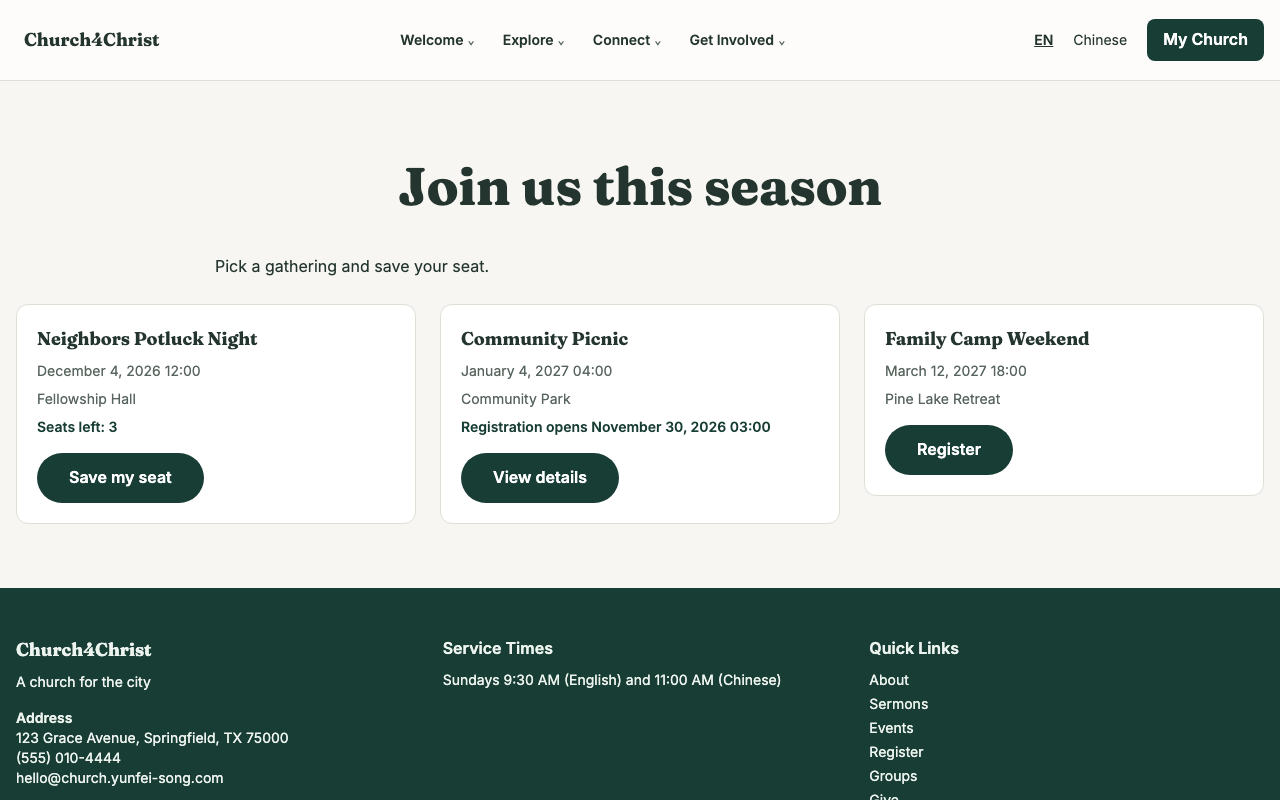 Church4Christ
Welcome
Explore
Connect
Get Involved
EN
Chinese
My Church
Join us this season
Pick a gathering and save your seat.
Neighbors Potluck Night
December 4, 2026 12:00
Fellowship Hall
Seats left: 3
Save my seat
Community Picnic
January 4, 2027 04:00
Community Park
Registration opens November 30, 2026 03:00
View details
Family Camp Weekend
March 12, 2027 18:00
Pine Lake Retreat
Register
Church4Christ
A church for the city
Address
123 Grace Avenue, Springfield, TX 75000
(555) 010-4444
hello@church.yunfei-song.com
Service Times
Sundays 9:30 AM (English) and 11:00 AM (Chinese)
Quick Links
About
Sermons
Events
Register
Groups
Give